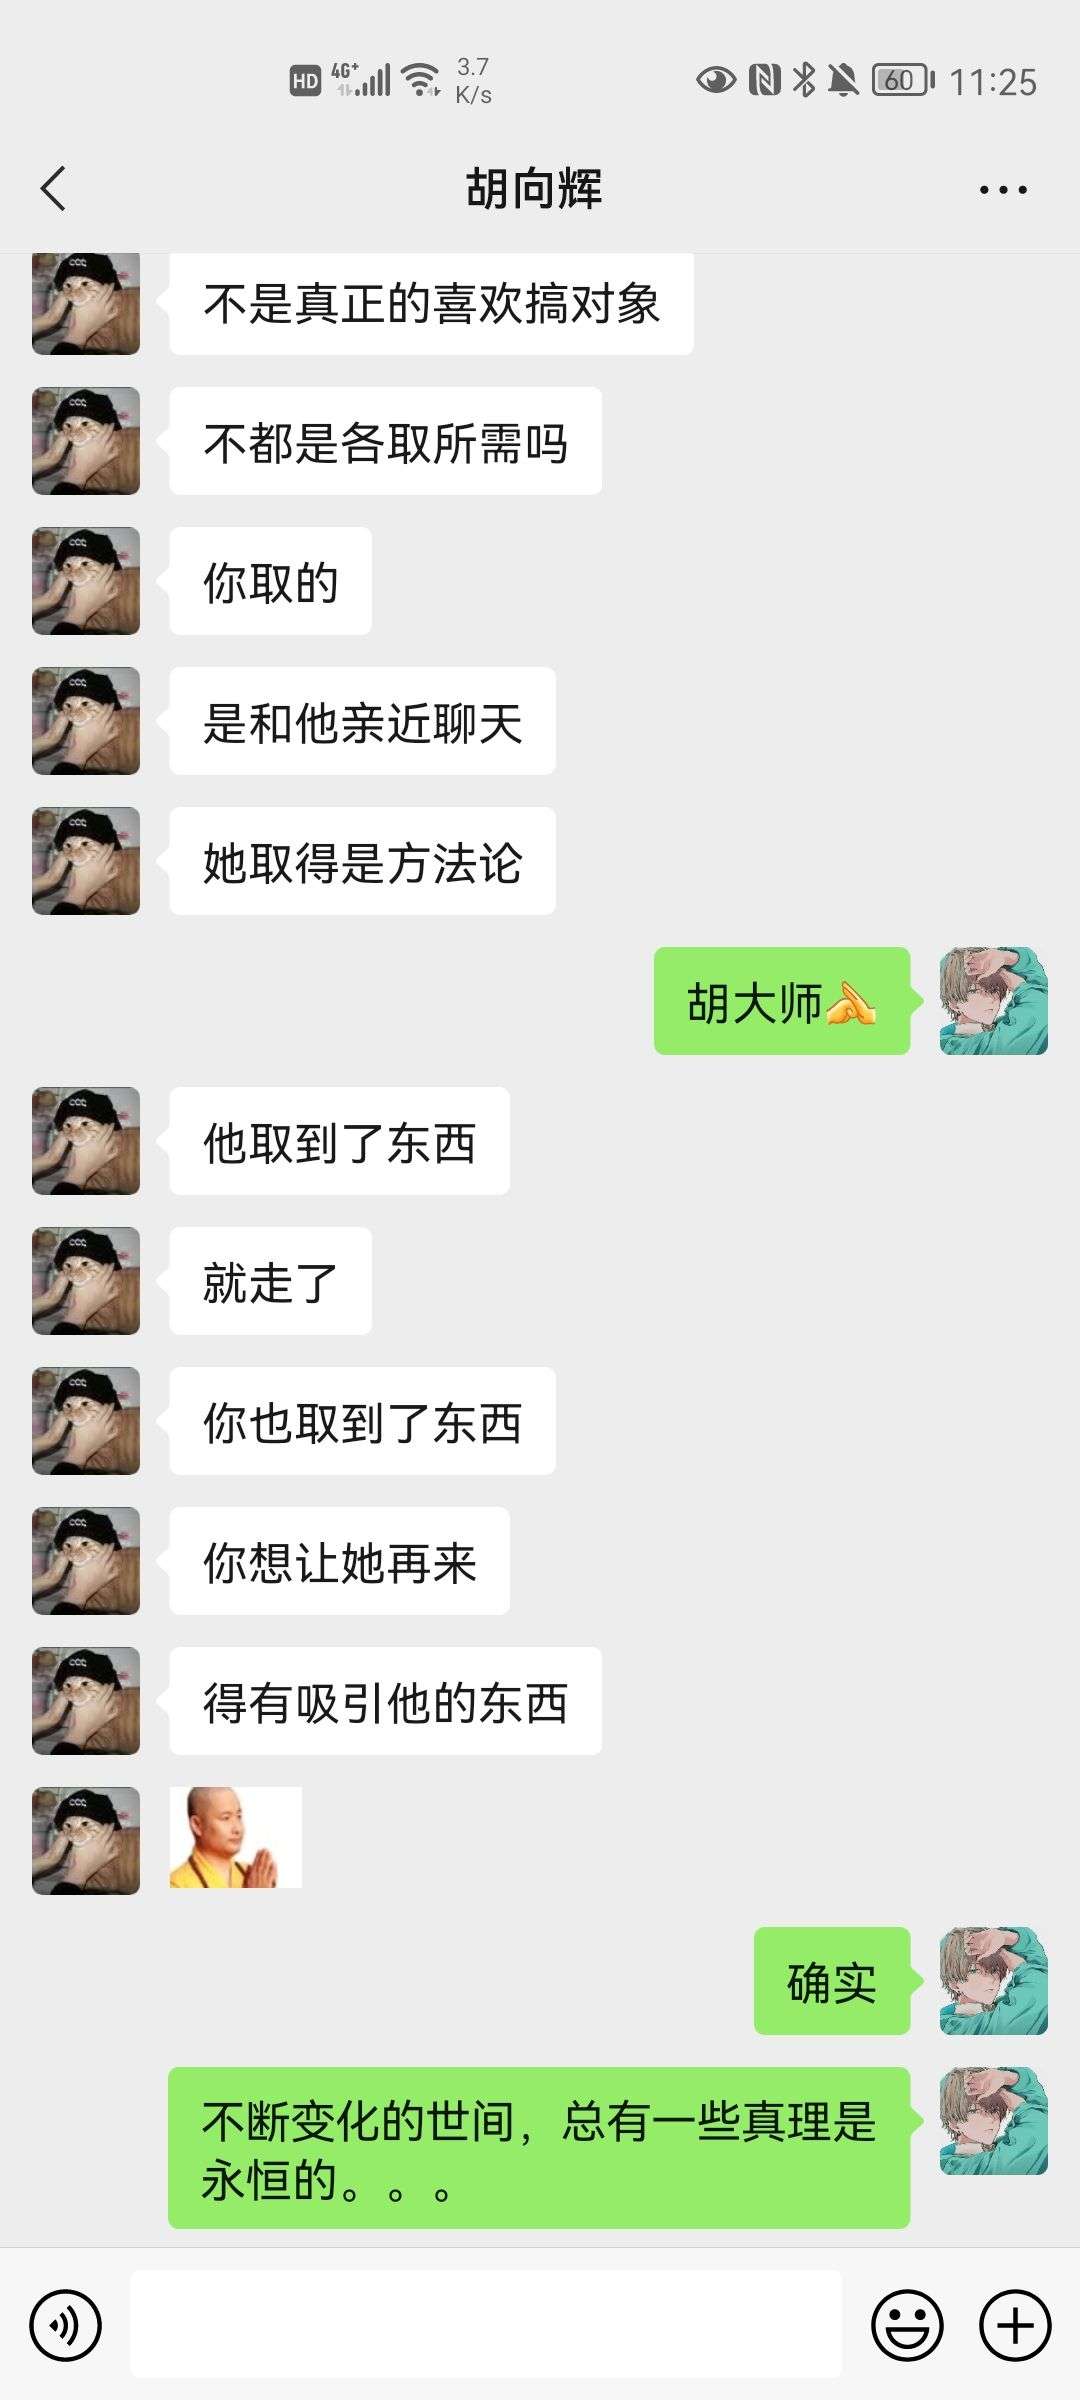 HD 4G+ 3.7 K/s 60 11:25
胡向辉
不是真正的喜欢搞对象
不都是各取所需吗
你取的
是和他亲近聊天
她取得是方法论
胡大师
他取到了东西
就走了
你也取到了东西
你想让她再来
得有吸引他的东西
确实
不断变化的世间，总有一些真理是
永恒的。。。